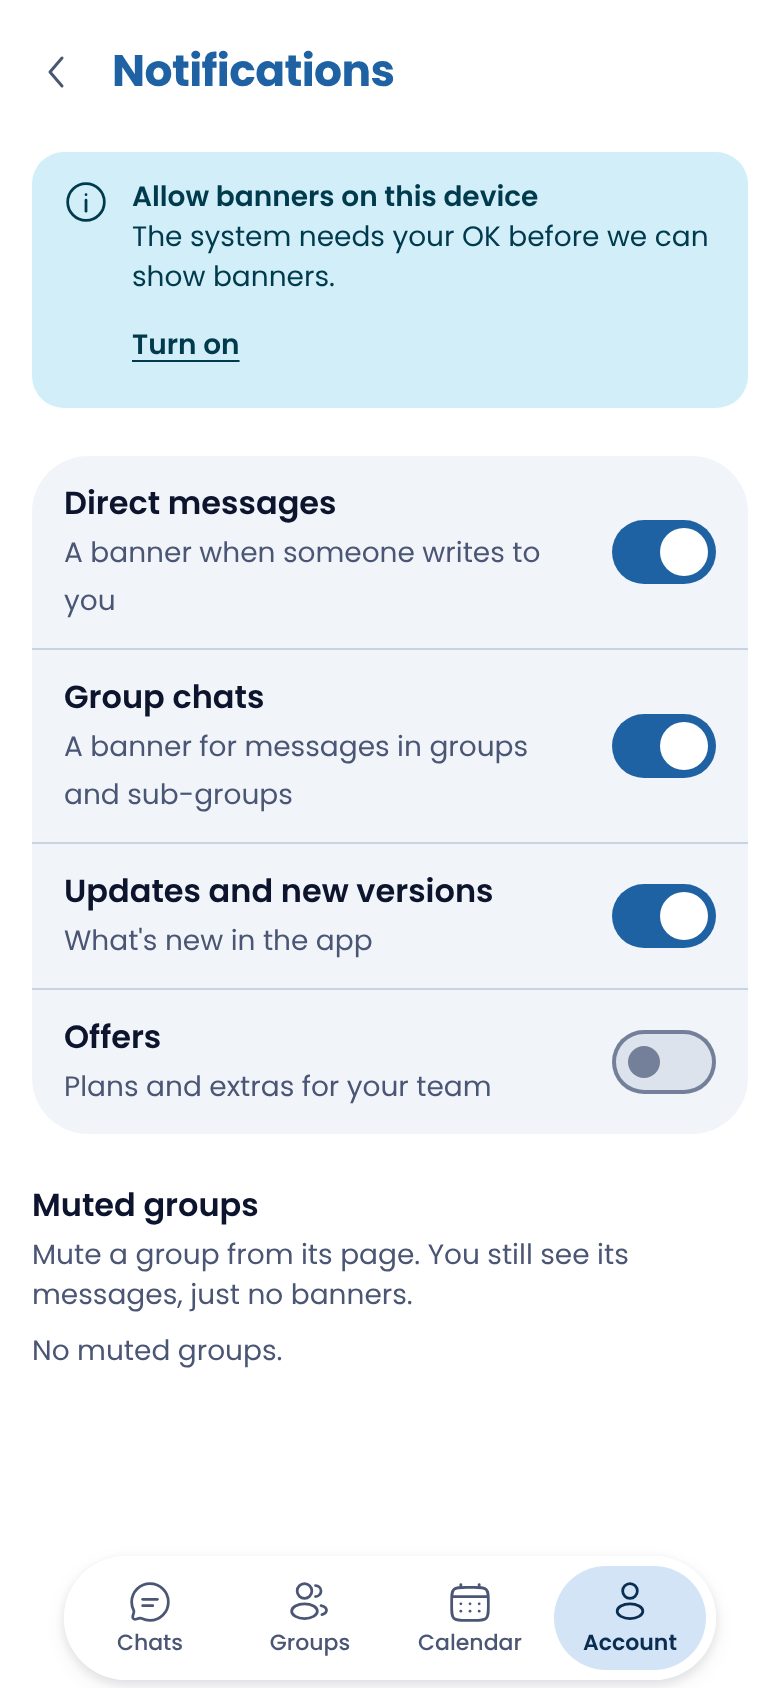 Notifications
Allow banners on this device
The system needs your OK before we can
show banners.
Turn on
Direct messages
A banner when someone writes to
you
Group chats
A banner for messages in groups
and sub-groups
Updates and new versions
What's new in the app
Offers
Plans and extras for your team
Muted groups
Mute a group from its page. You still see its
messages, just no banners.
No muted groups.
Chats
Groups
Calendar
Account